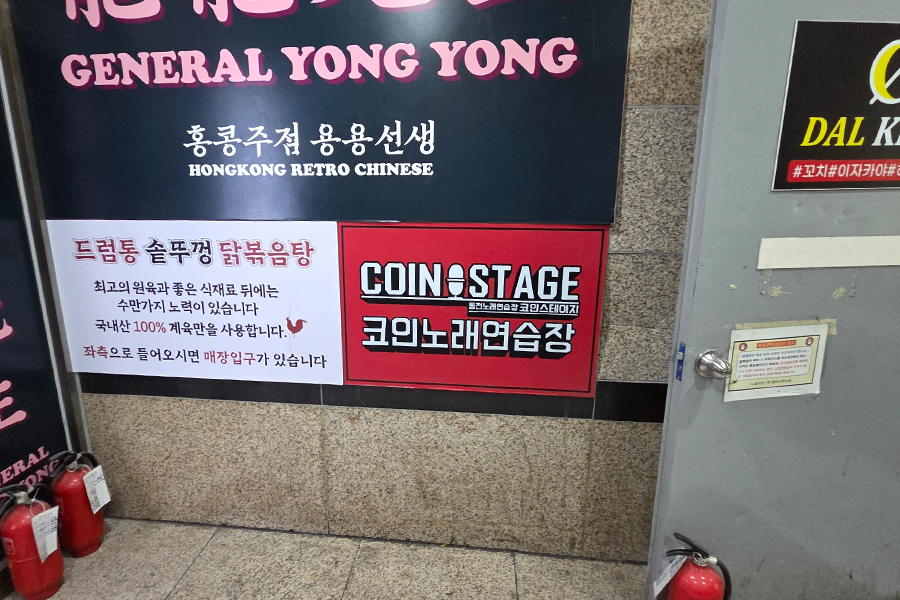 GENERAL YONG YONG
홍콩주점 용용선생
HONGKONG RETRO CHINESE
드럼통 솥뚜껑 닭볶음탕
최고의 원육과 좋은 식재료 뒤에는
수만가지 노력이 있습니다
국내산 100% 계육만을 사용합니다.
좌측으로 들어오시면 매장입구가 있습니다
COIN STAGE
동전노래연습장 코인스테이지
코인노래연습장
DAL
#꼬치#이자카야